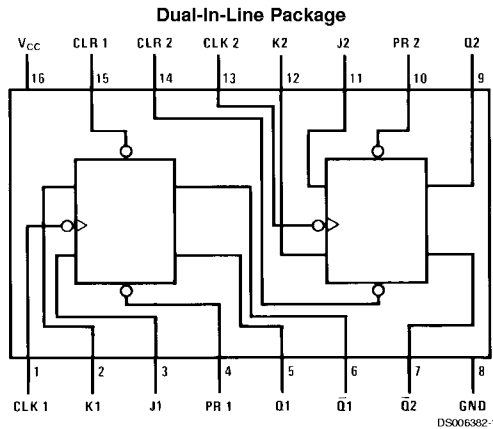 Dual-In-Line Package
VCC CLR 1 CLR 2 CLK 2 K2 J2 PR 2 Q2
16 15 14 13 12 11 10 9
1 2 3 4 5 6 7 8
CLK 1 K1 J1 PR 1 Q1 Q̅1 Q̅2 GND